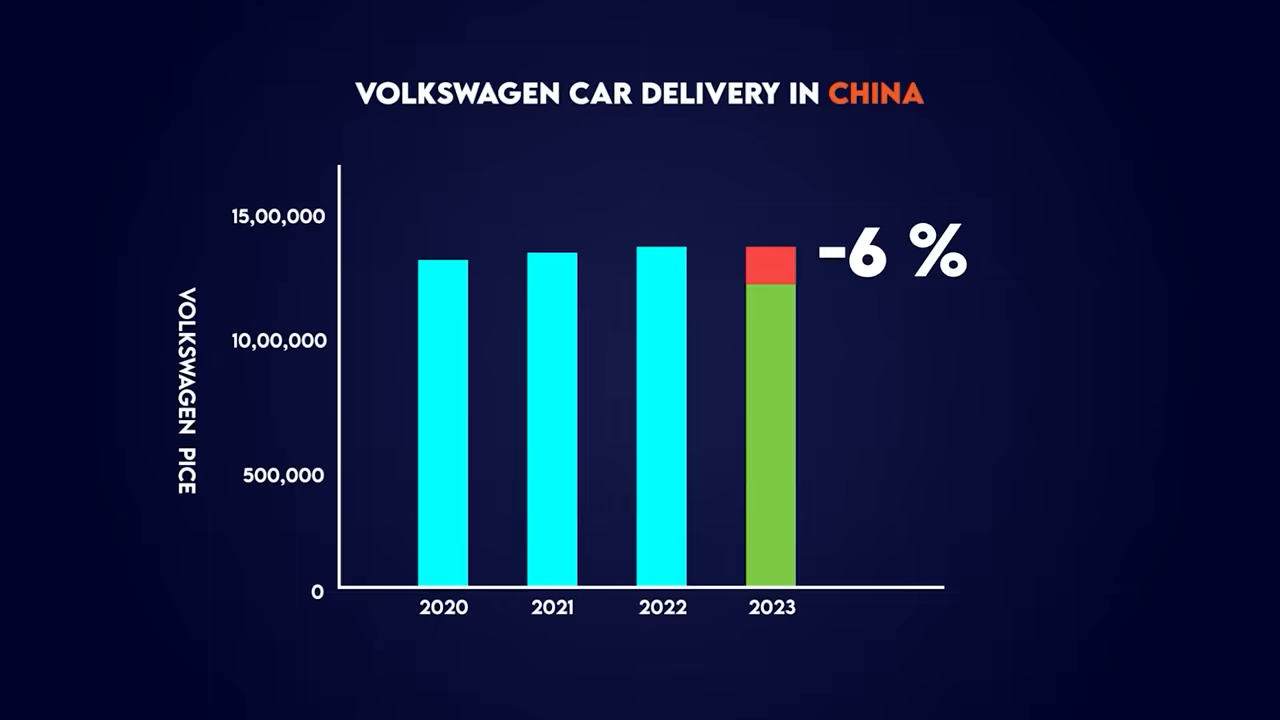 VOLKSWAGEN CAR DELIVERY IN CHINA
15,00,000
10,00,000
500,000
0
VOLKSWAGEN PICE
-6 %
2020 2021 2022 2023